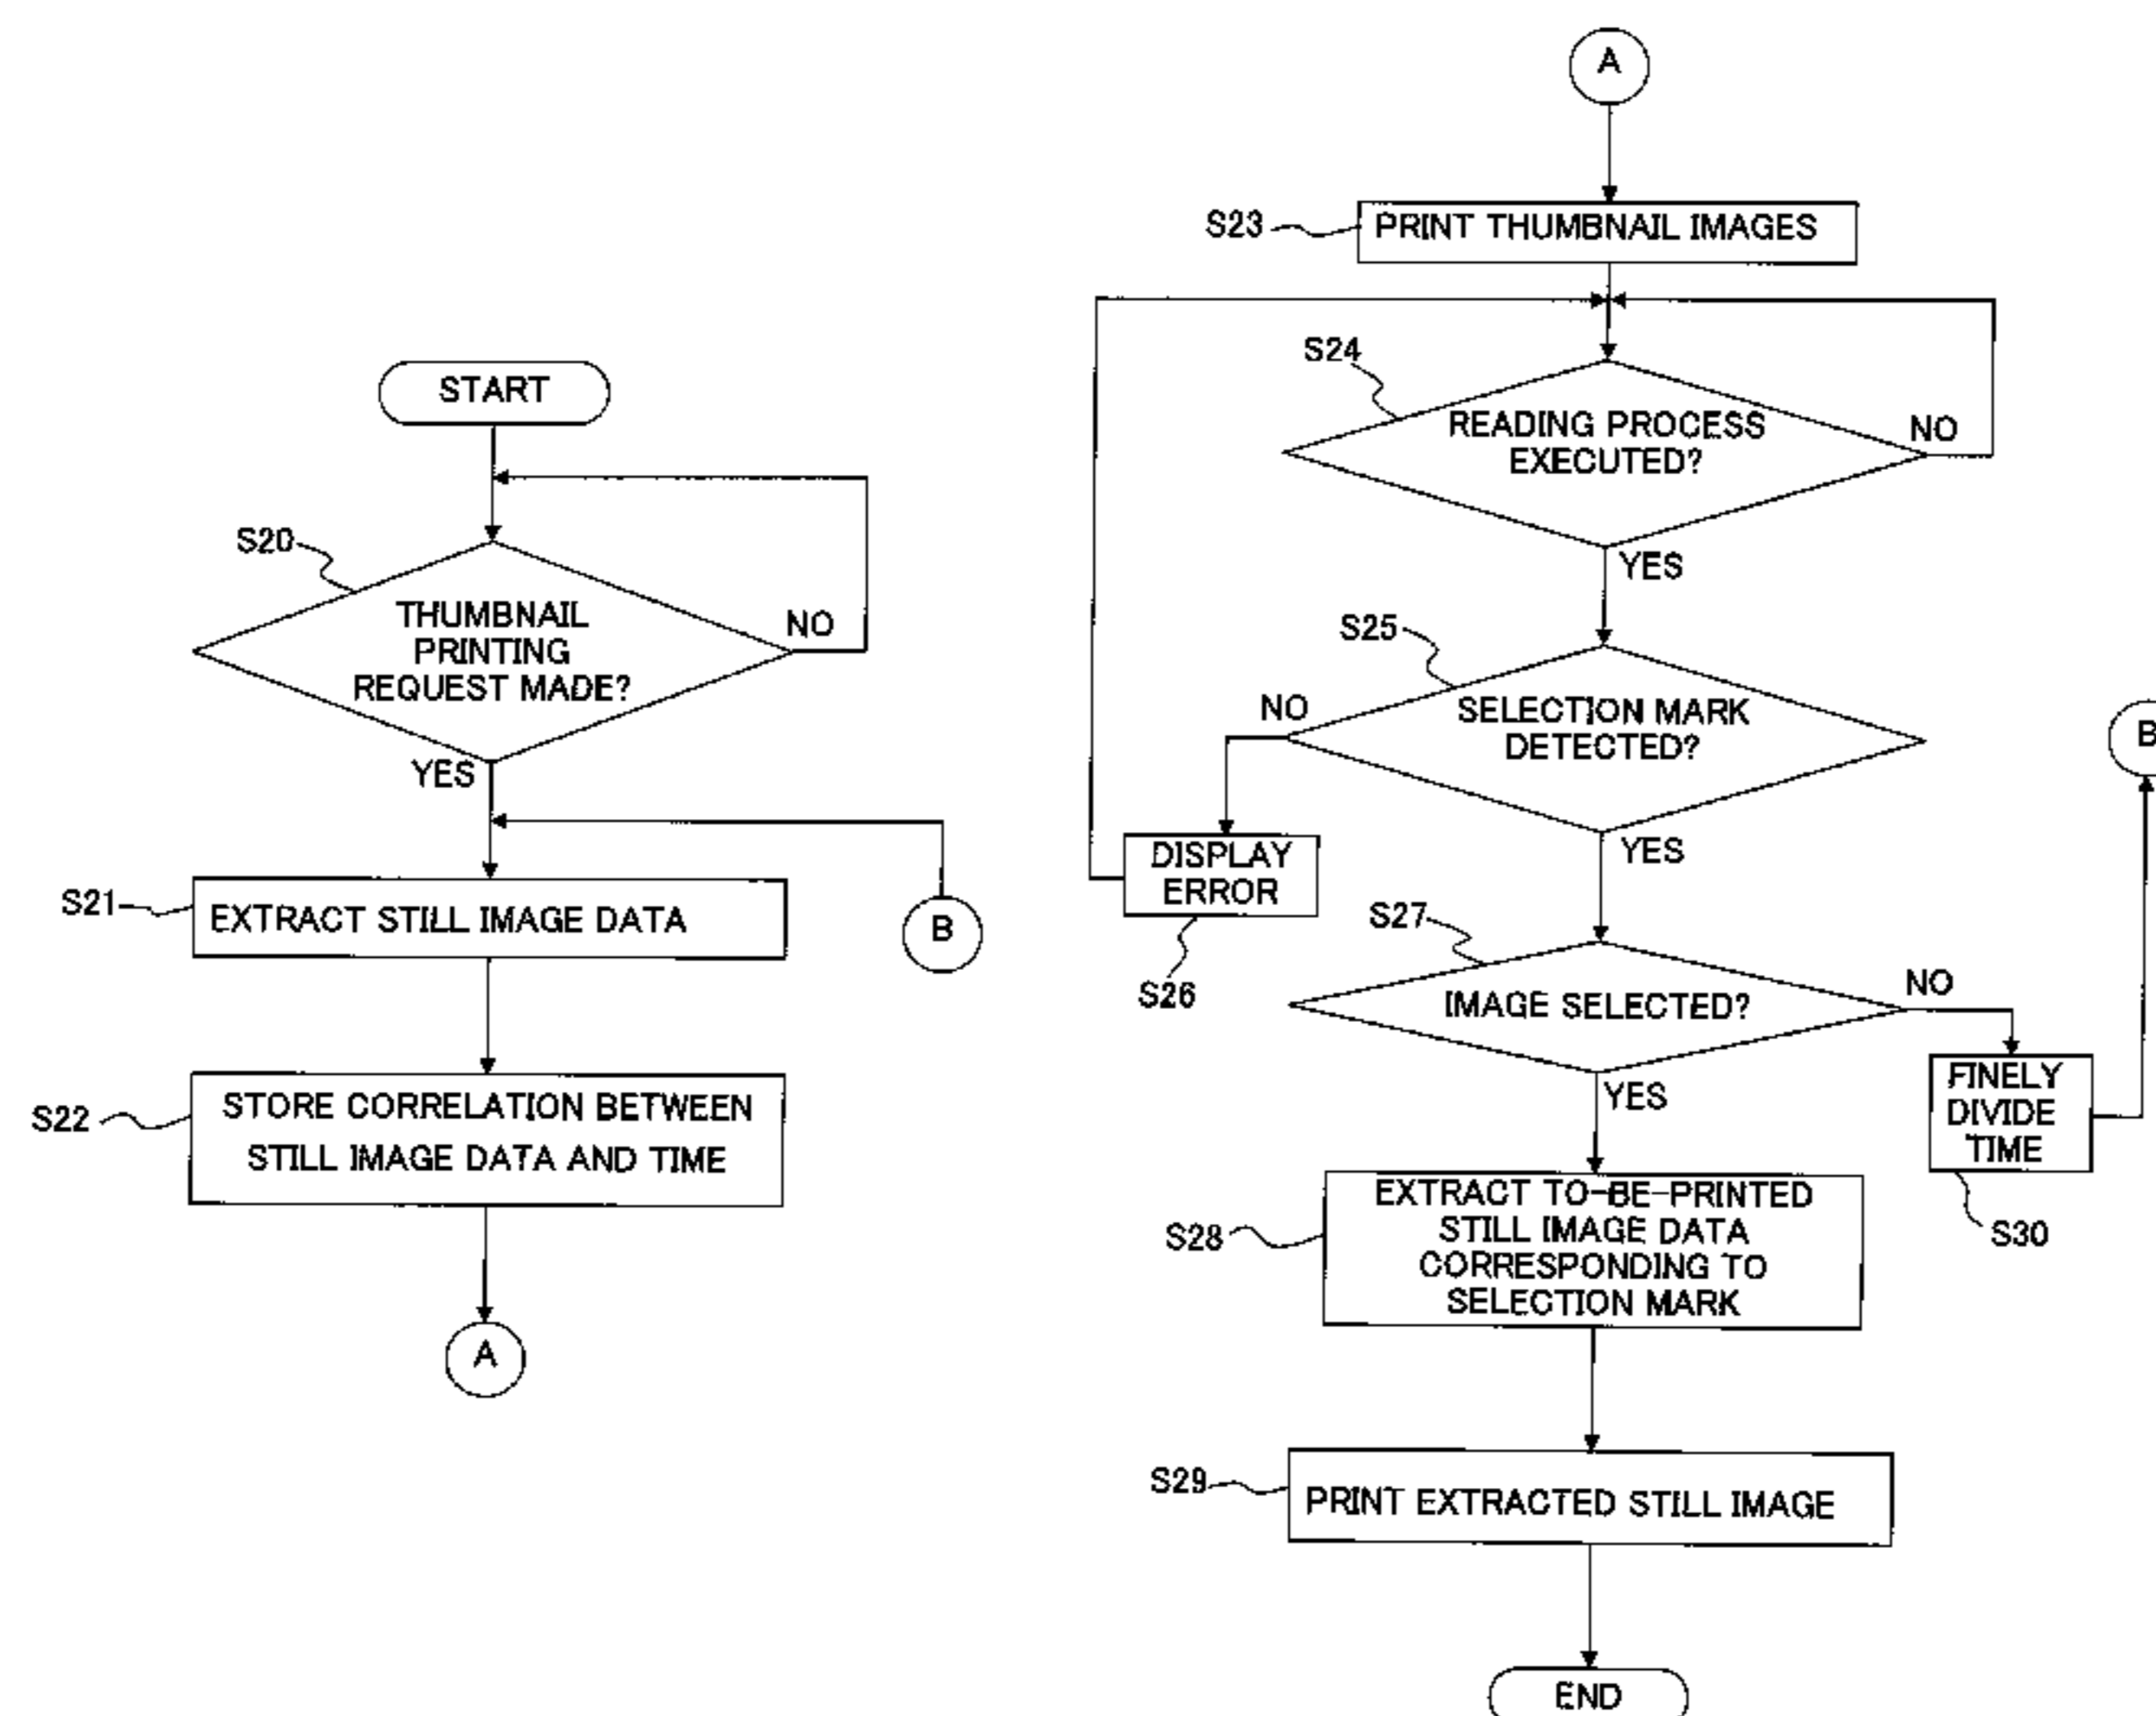 START
S20
THUMBNAIL
PRINTING
REQUEST MADE?
NO
YES
S21
EXTRACT STILL IMAGE DATA
B
S22
STORE CORRELATION BETWEEN
STILL IMAGE DATA AND TIME
A
A
S23
PRINT THUMBNAIL IMAGES
S24
READING PROCESS
EXECUTED?
NO
YES
S25
SELECTION MARK
DETECTED?
NO
YES
DISPLAY
ERROR
S26
S27
IMAGE SELECTED?
NO
YES
B
FINELY
DIVIDE
TIME
S30
S28
EXTRACT TO-BE-PRINTED
STILL IMAGE DATA
CORRESPONDING TO
SELECTION MARK
S29
PRINT EXTRACTED STILL IMAGE
END